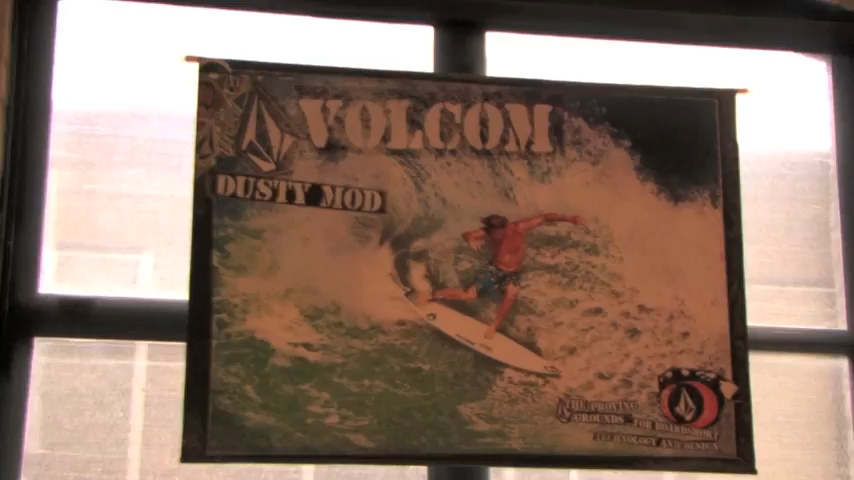 VOLCOM
DUSTY MOD
THE PROVING
GROUNDS FOR BOARDSHORT
TECHNOLOGY AND DESIGN